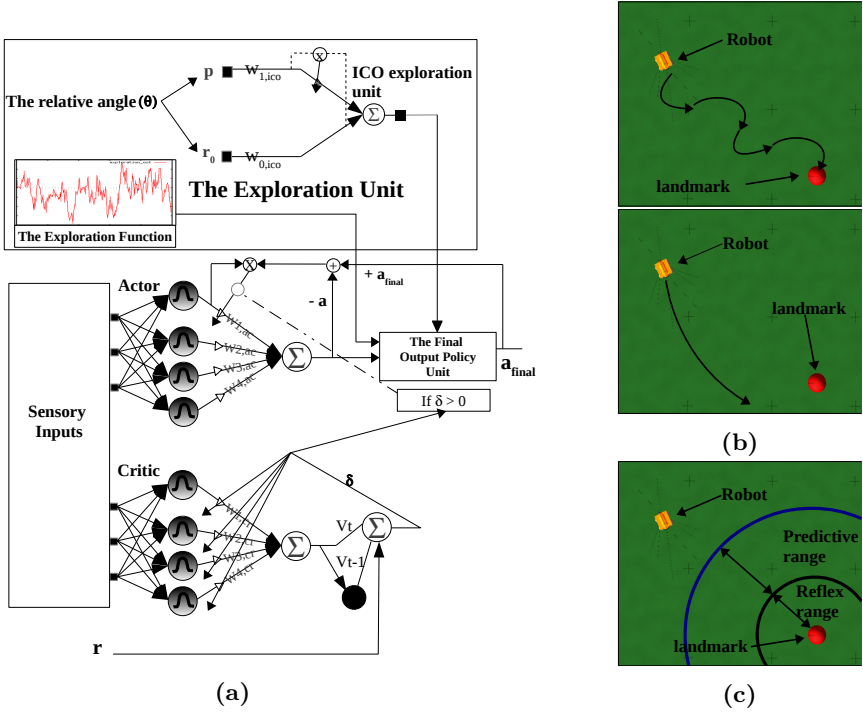 p
W1,ico
x
ICO exploration
unit
The relative angle (θ)
Σ
r0
W0,ico
The Exploration Unit
The Exploration Function
Actor
X
+
+ afinal
- a
W1,ac
W2,ac
W3,ac
W4,ac
Σ
The Final
Output Policy
Unit
afinal
If δ > 0
Sensory
Inputs
Critic
δ
W1,cr
W2,cr
W3,cr
W4,cr
Σ
Vt
Vt-1
Σ
r
(a)
Robot
landmark
Robot
landmark
(b)
Robot
Predictive
range
Reflex
range
landmark
(c)